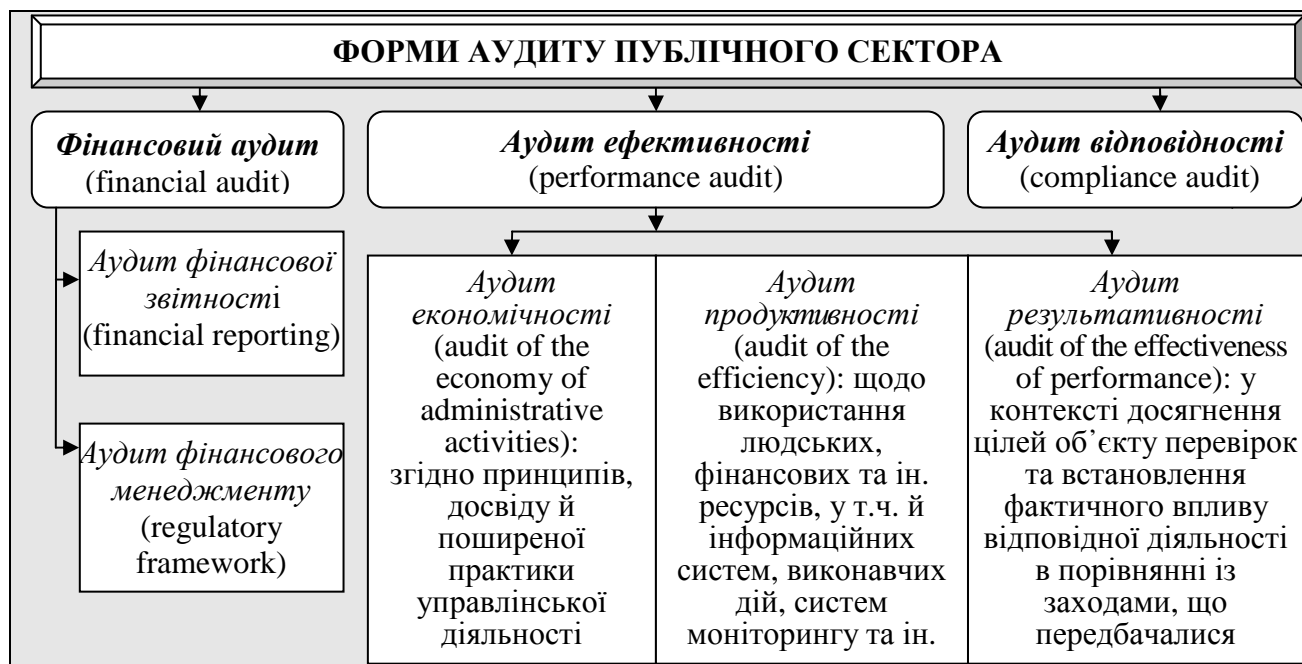 ФОРМИ АУДИТУ ПУБЛІЧНОГО СЕКТОРА
Фінансовий аудит
(financial audit)
Аудит ефективності
(performance audit)
Аудит відповідності
(compliance audit)
Аудит фінансової
звітності
(financial reporting)
Аудит фінансового
менеджменту
(regulatory
framework)
Аудит
економічності
(audit of the
economy of
administrative
activities):
згідно принципів,
досвіду й
поширеної
практики
управлінської
діяльності
Аудит
продуктивності
(audit of the
efficiency): щодо
використання
людських,
фінансових та ін.
ресурсів, у т.ч. й
інформаційних
систем, виконавчих
дій, систем
моніторингу та ін.
Аудит
результативності
(audit of the effectiveness
of performance): у
контексті досягнення
цілей об’єкту перевірок
та встановлення
фактичного впливу
відповідної діяльності
в порівнянні із
заходами, що
передбачалися